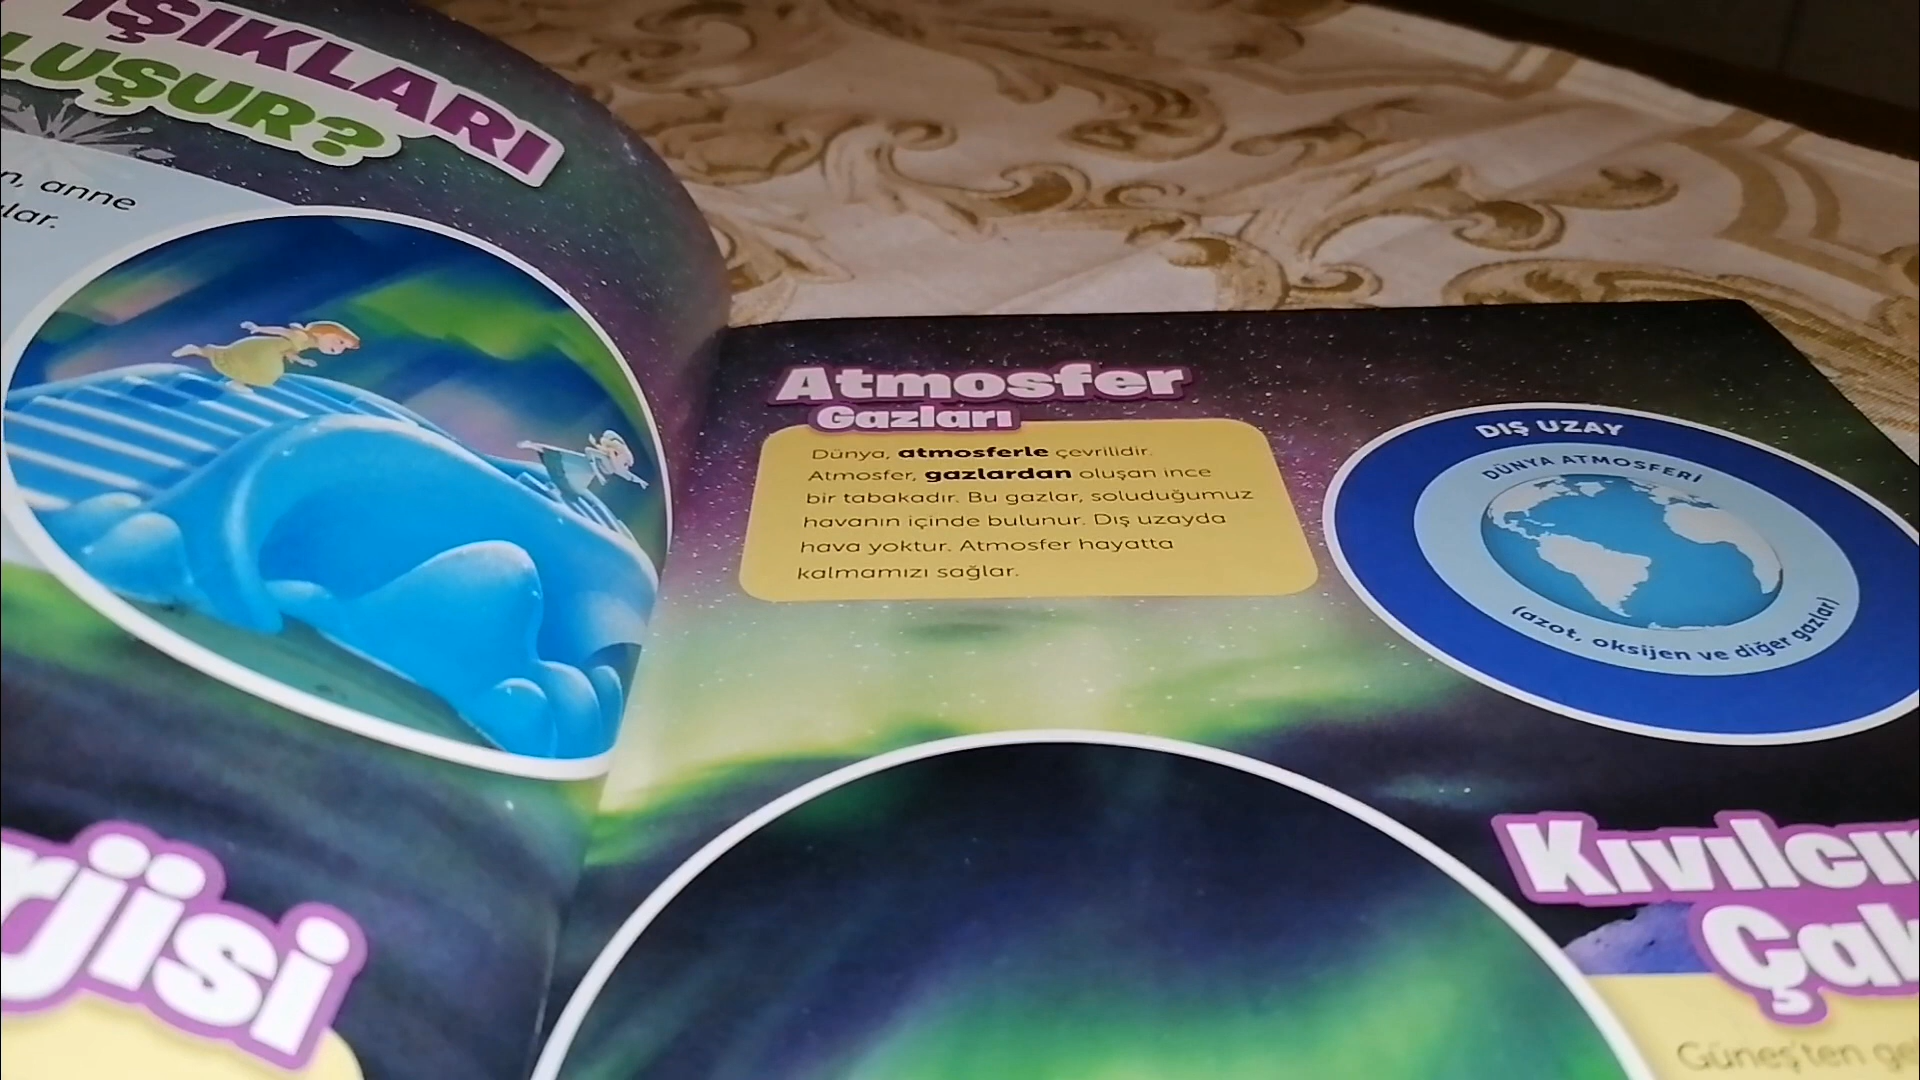 IŞIKLARI
LUŞUR?
n, anne
lar.
rjisi
Atmosfer
Gazları
Dünya, atmosferle çevrilidir.
Atmosfer, gazlardan oluşan ince
bir tabakadır. Bu gazlar, soluduğumuz
havanın içinde bulunur. Dış uzayda
hava yoktur. Atmosfer hayatta
kalmamızı sağlar.
DIŞ UZAY
DÜNYA ATMOSFERİ
(azot, oksijen ve diğer gazlar)
Kıvılcı
Çak
Güneş'ten ge